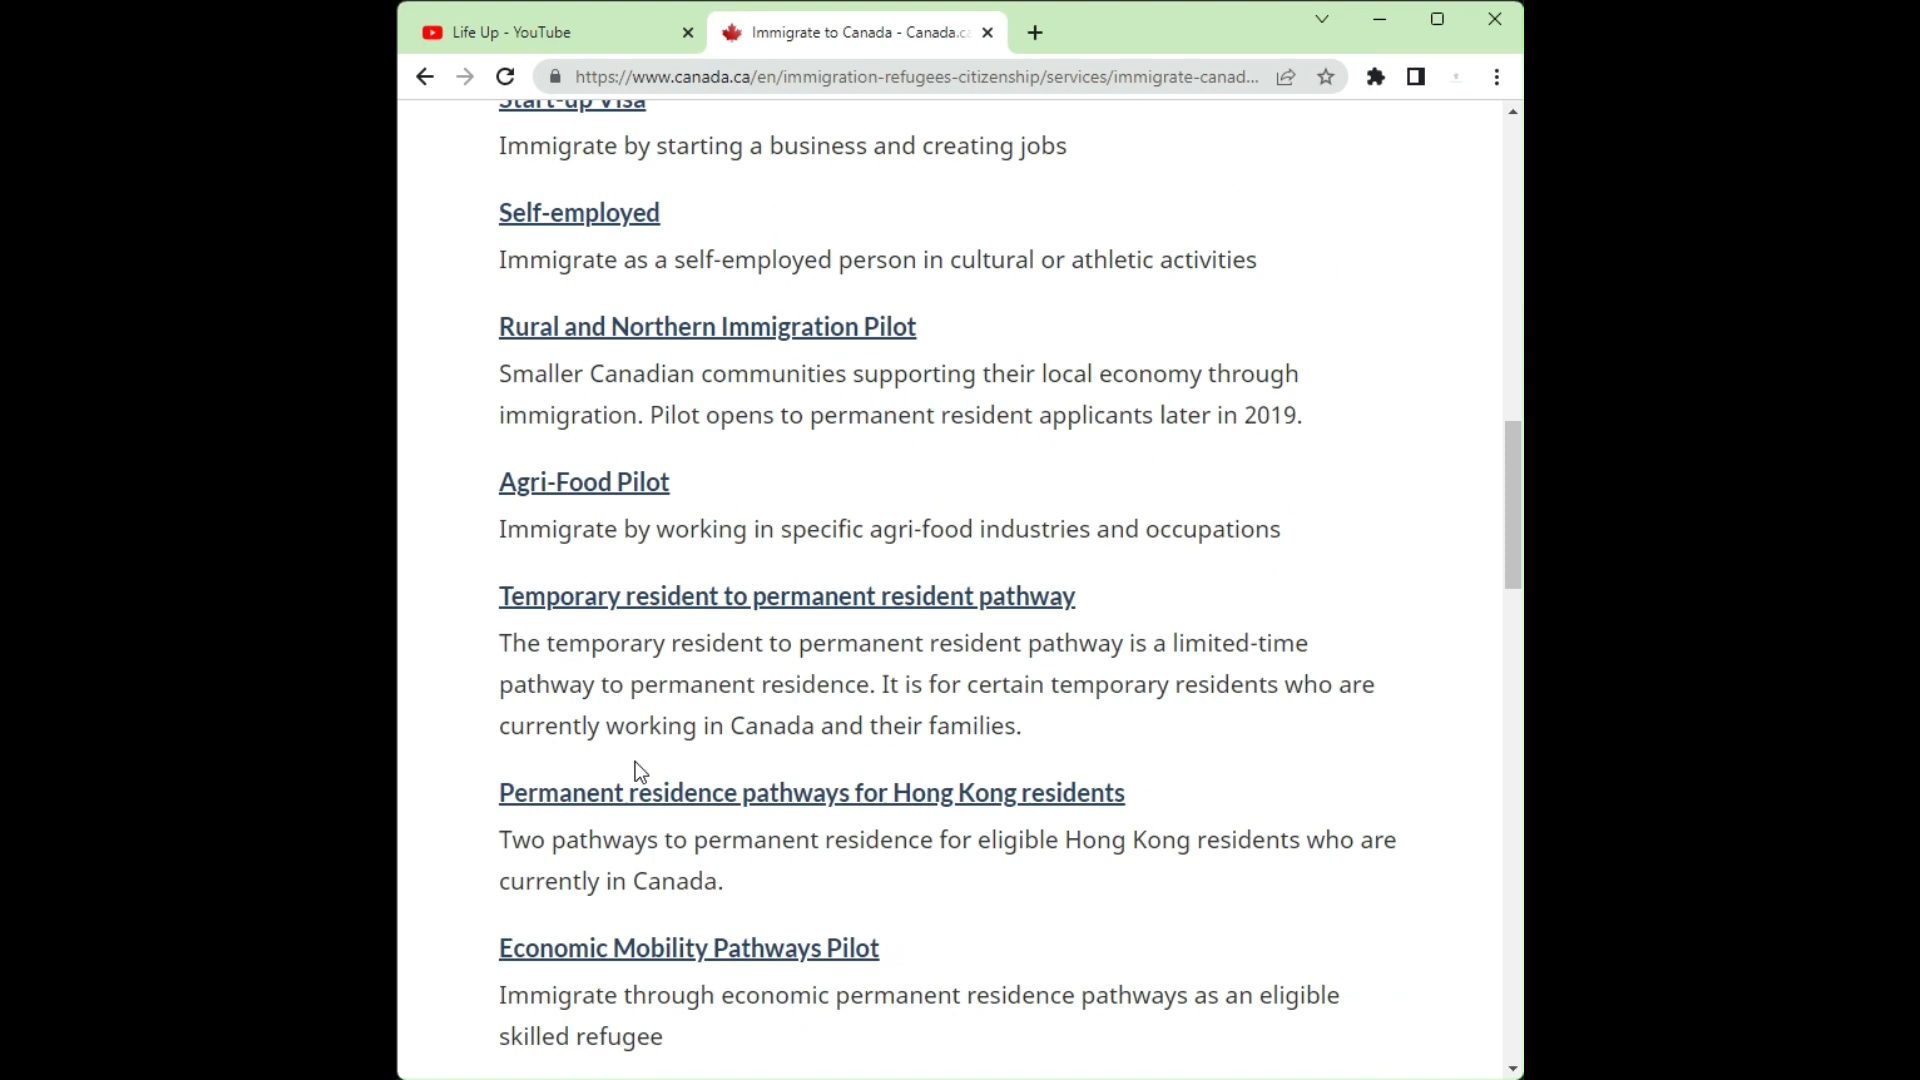 Life Up - YouTube
Immigrate to Canada - Canada.c
https://www.canada.ca/en/immigration-refugees-citizenship/services/immigrate-canad...
Start-up Visa
Immigrate by starting a business and creating jobs
Self-employed
Immigrate as a self-employed person in cultural or athletic activities
Rural and Northern Immigration Pilot
Smaller Canadian communities supporting their local economy through
immigration. Pilot opens to permanent resident applicants later in 2019.
Agri-Food Pilot
Immigrate by working in specific agri-food industries and occupations
Temporary resident to permanent resident pathway
The temporary resident to permanent resident pathway is a limited-time
pathway to permanent residence. It is for certain temporary residents who are
currently working in Canada and their families.
Permanent residence pathways for Hong Kong residents
Two pathways to permanent residence for eligible Hong Kong residents who are
currently in Canada.
Economic Mobility Pathways Pilot
Immigrate through economic permanent residence pathways as an eligible
skilled refugee